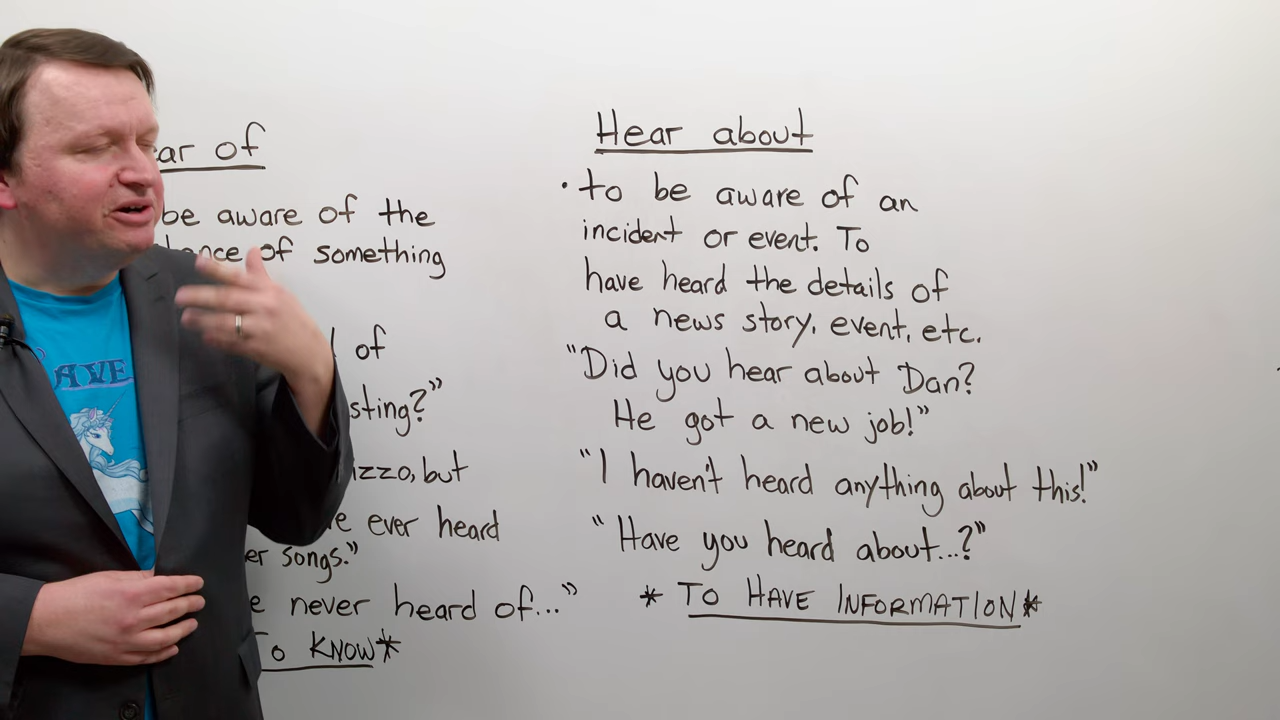 ar of
be aware of the
ence of something
of
sting?"
izzo, but
e ever heard
er songs."
e never heard of..."
TO KNOW*
Hear about
· to be aware of an
incident or event. To
have heard the details of
a news story, event, etc.
"Did you hear about Dan?
He got a new job!"
"I haven't heard anything about this!"
"Have you heard about...?"
* TO HAVE INFORMATION *
AVE